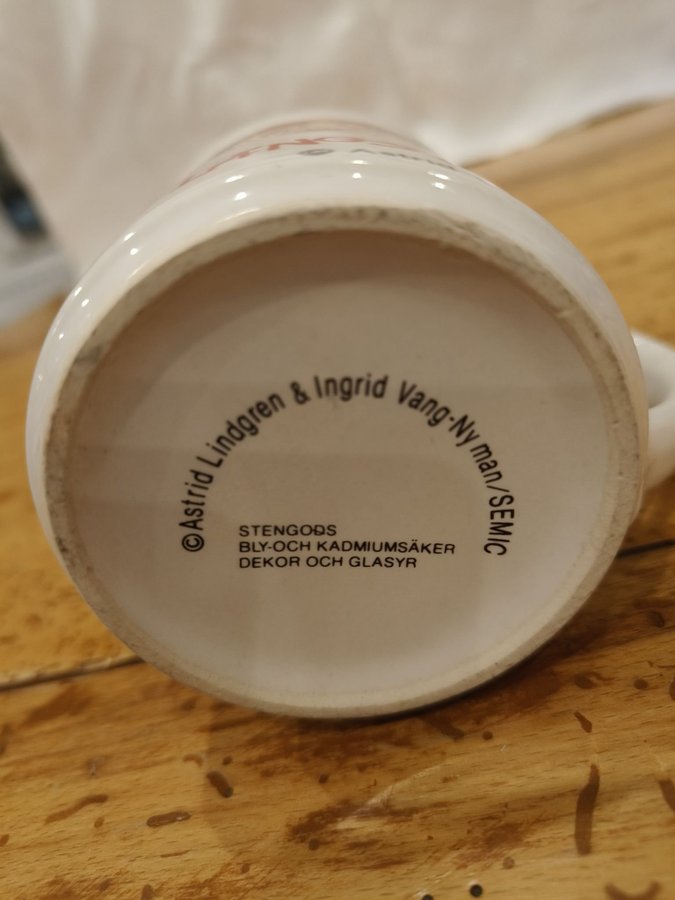 ©Astrid Lindgren & Ingrid Vang-Nyman/SEMIC
STENGODS
BLY-OCH KADMIUMSÄKER
DEKOR OCH GLASYR